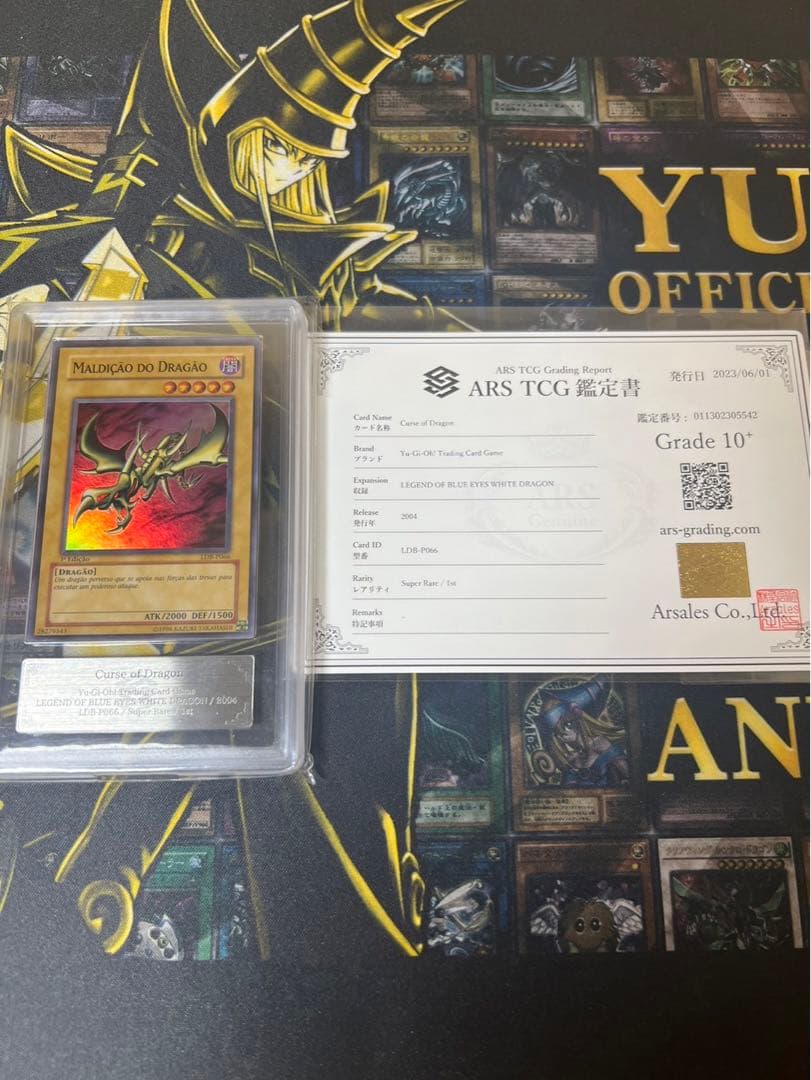 YU
OFFIC
MALDIÇÃO DO DRAGÃO
LDB-P066
1ª Edição
[DRAGÃO]
Um dragão perverso que se apoia nas forças das trevas para
executar um poderoso ataque.
ATK/2000 DEF/1500
28279543
©1996 KAZUKI TAKAHASHI
Curse of Dragon
Yu-Gi-Oh! Trading Card Game
LEGEND OF BLUE EYES WHITE DRAGON / 2004
LDB-P066 / Super Rare / 1st
ARS TCG Grading Report
ARS TCG 鑑定書
発行日 2023/06/01
鑑定番号：011302305542
Grade 10+
ars-grading.com
Arsales Co.,Ltd.
Card Name
カード名称
Curse of Dragon
Brand
ブランド
Yu-Gi-Oh! Trading Card Game
Expansion
収録
LEGEND OF BLUE EYES WHITE DRAGON
Release
発行年
2004
Card ID
型番
LDB-P066
Rarity
レアリティ
Super Rare / 1st
Remarks
特記事項
-
ARS
Genuine
AN